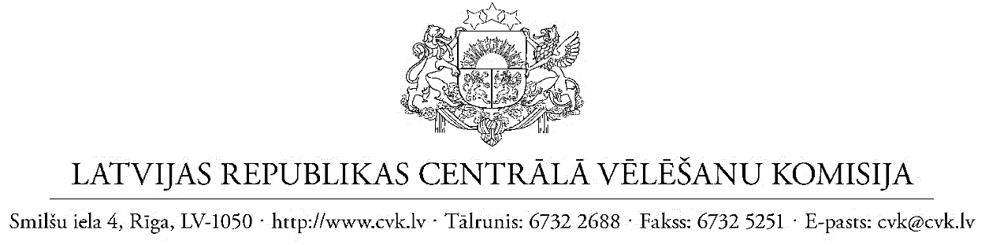 LATVIJAS REPUBLIKAS CENTRĀLĀ VĒLĒŠANU KOMISIJA
Smilšu iela 4, Rīga, LV-1050 · http://www.cvk.lv · Tālrunis: 6732 2688 · Fakss: 6732 5251 · E-pasts: cvk@cvk.lv